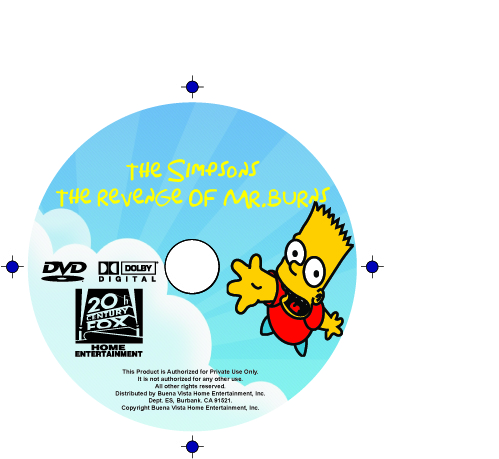 The Simpsons
The Revenge of Mr.Burns
DVD
DOLBY
DIGITAL
20th
CENTURY
FOX
HOME
ENTERTAINMENT
This Product is Authorized for Private Use Only.
It is not authorized for any other use.
All other rights reserved.
Distributed by Buena Vista Home Entertainment, Inc.
Dept. ES, Burbank. CA 91521.
Copyright Buena Vista Home Entertainment, Inc.